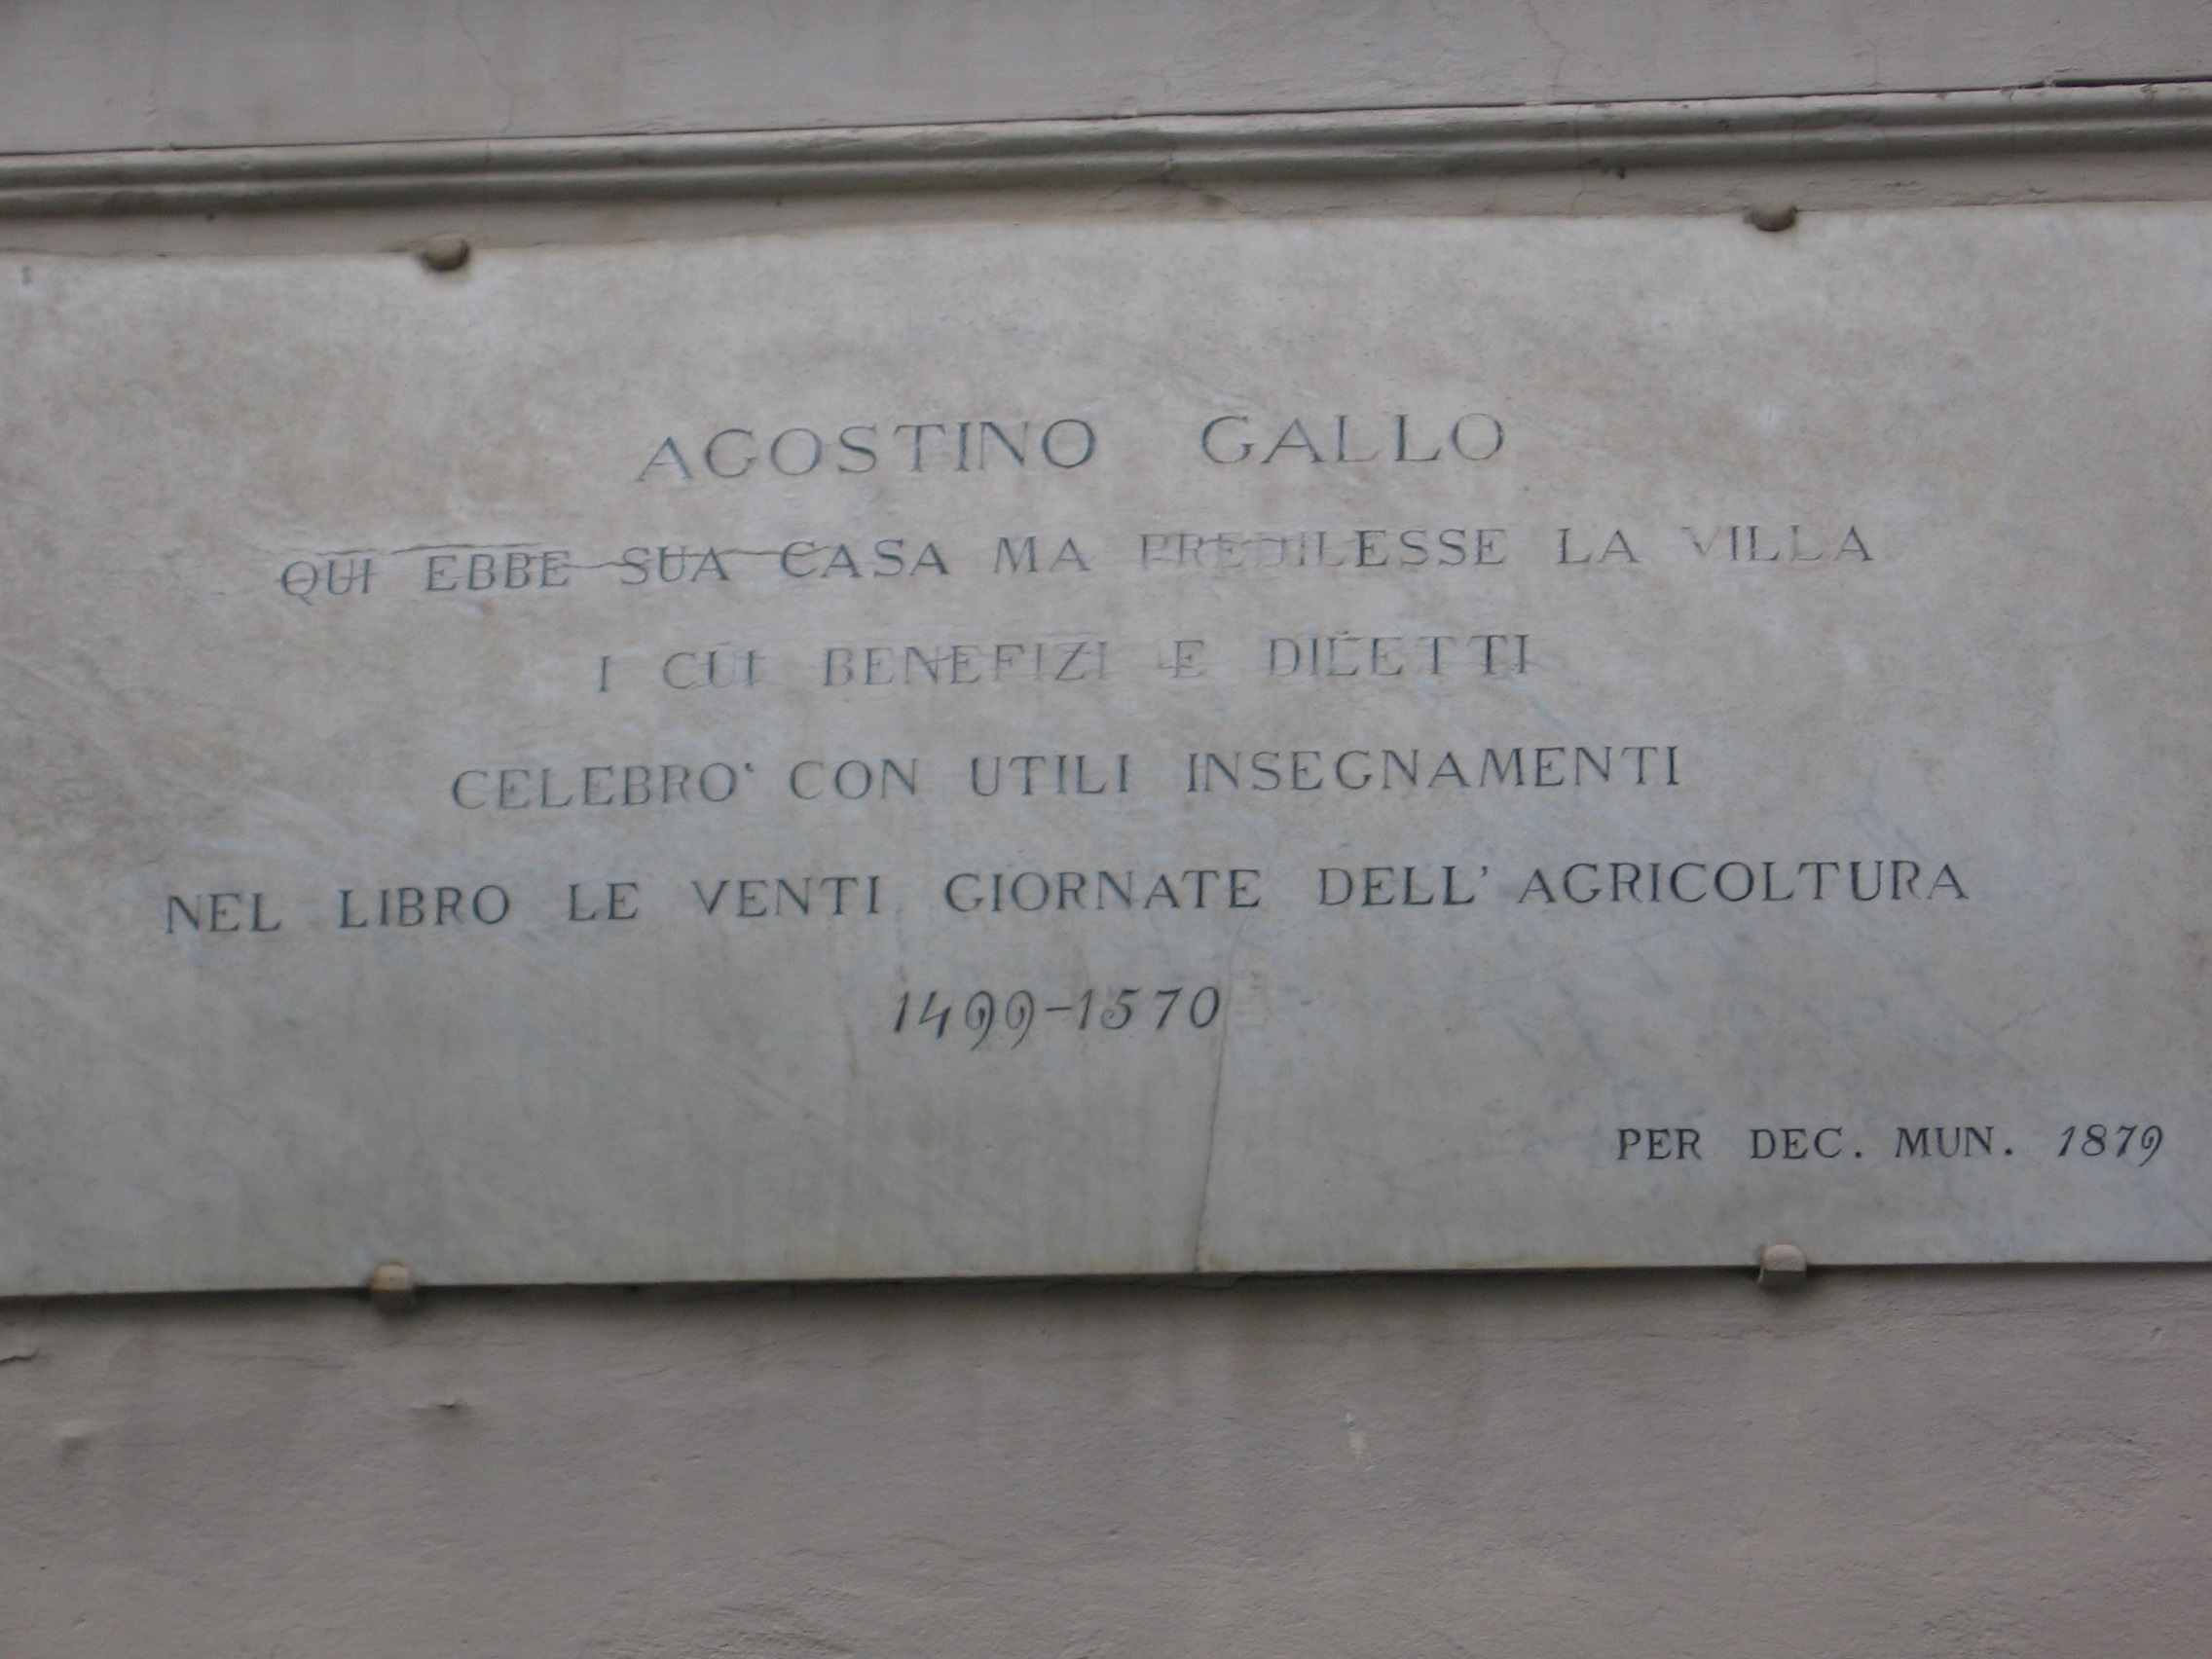 AGOSTINO GALLO
QUI EBBE SUA CASA MA PREDILESSE LA VILLA
I CUI BENEFIZI E DILETTI
CELEBRO' CON UTILI INSEGNAMENTI
NEL LIBRO LE VENTI GIORNATE DELL' AGRICOLTURA
1499-1570
PER DEC. MUN. 1879